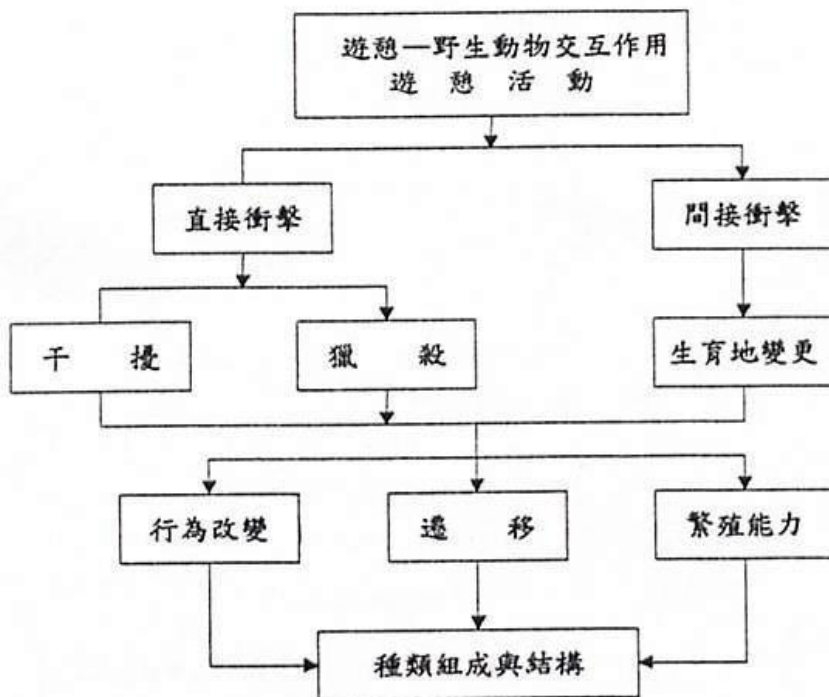 遊憩—野生動物交互作用
遊憩活動
直接衝擊
間接衝擊
干擾
獵殺
生育地變更
行為改變
遷移
繁殖能力
種類組成與結構